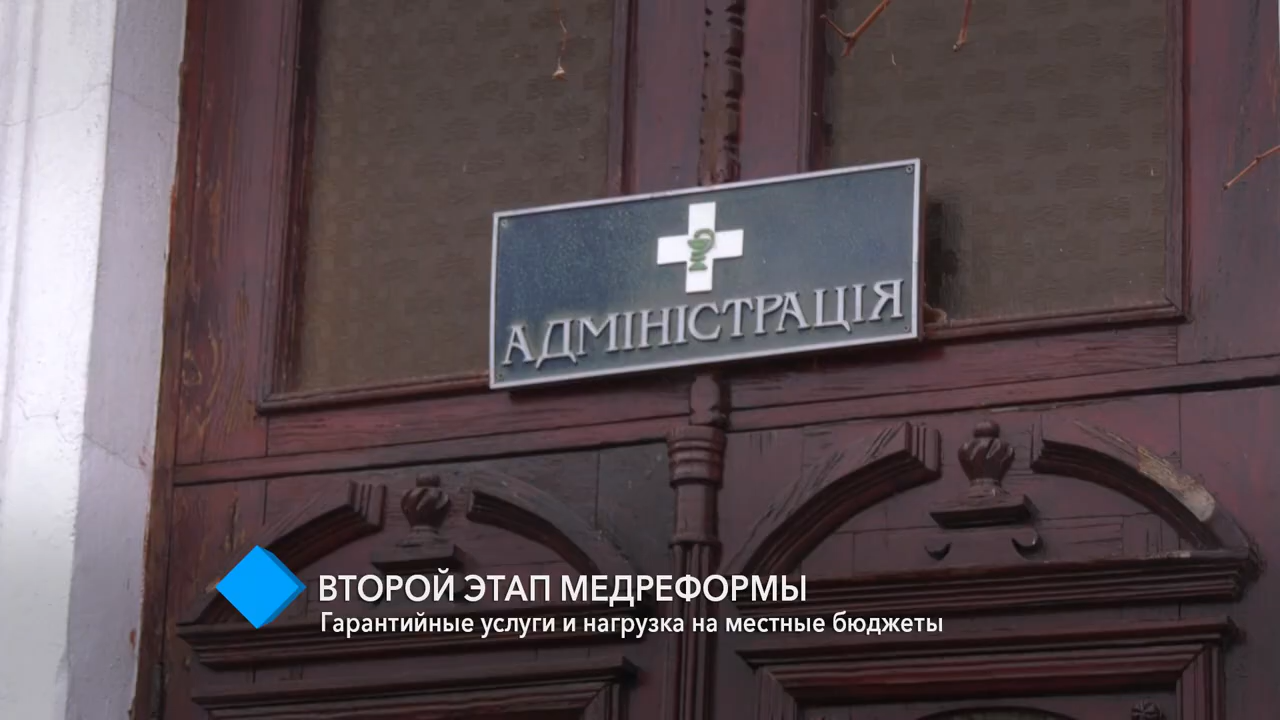 АДМІНІСТРАЦІЯ
ВТОРОЙ ЭТАП МЕДРЕФОРМЫ
Гарантийные услуги и нагрузка на местные бюджеты